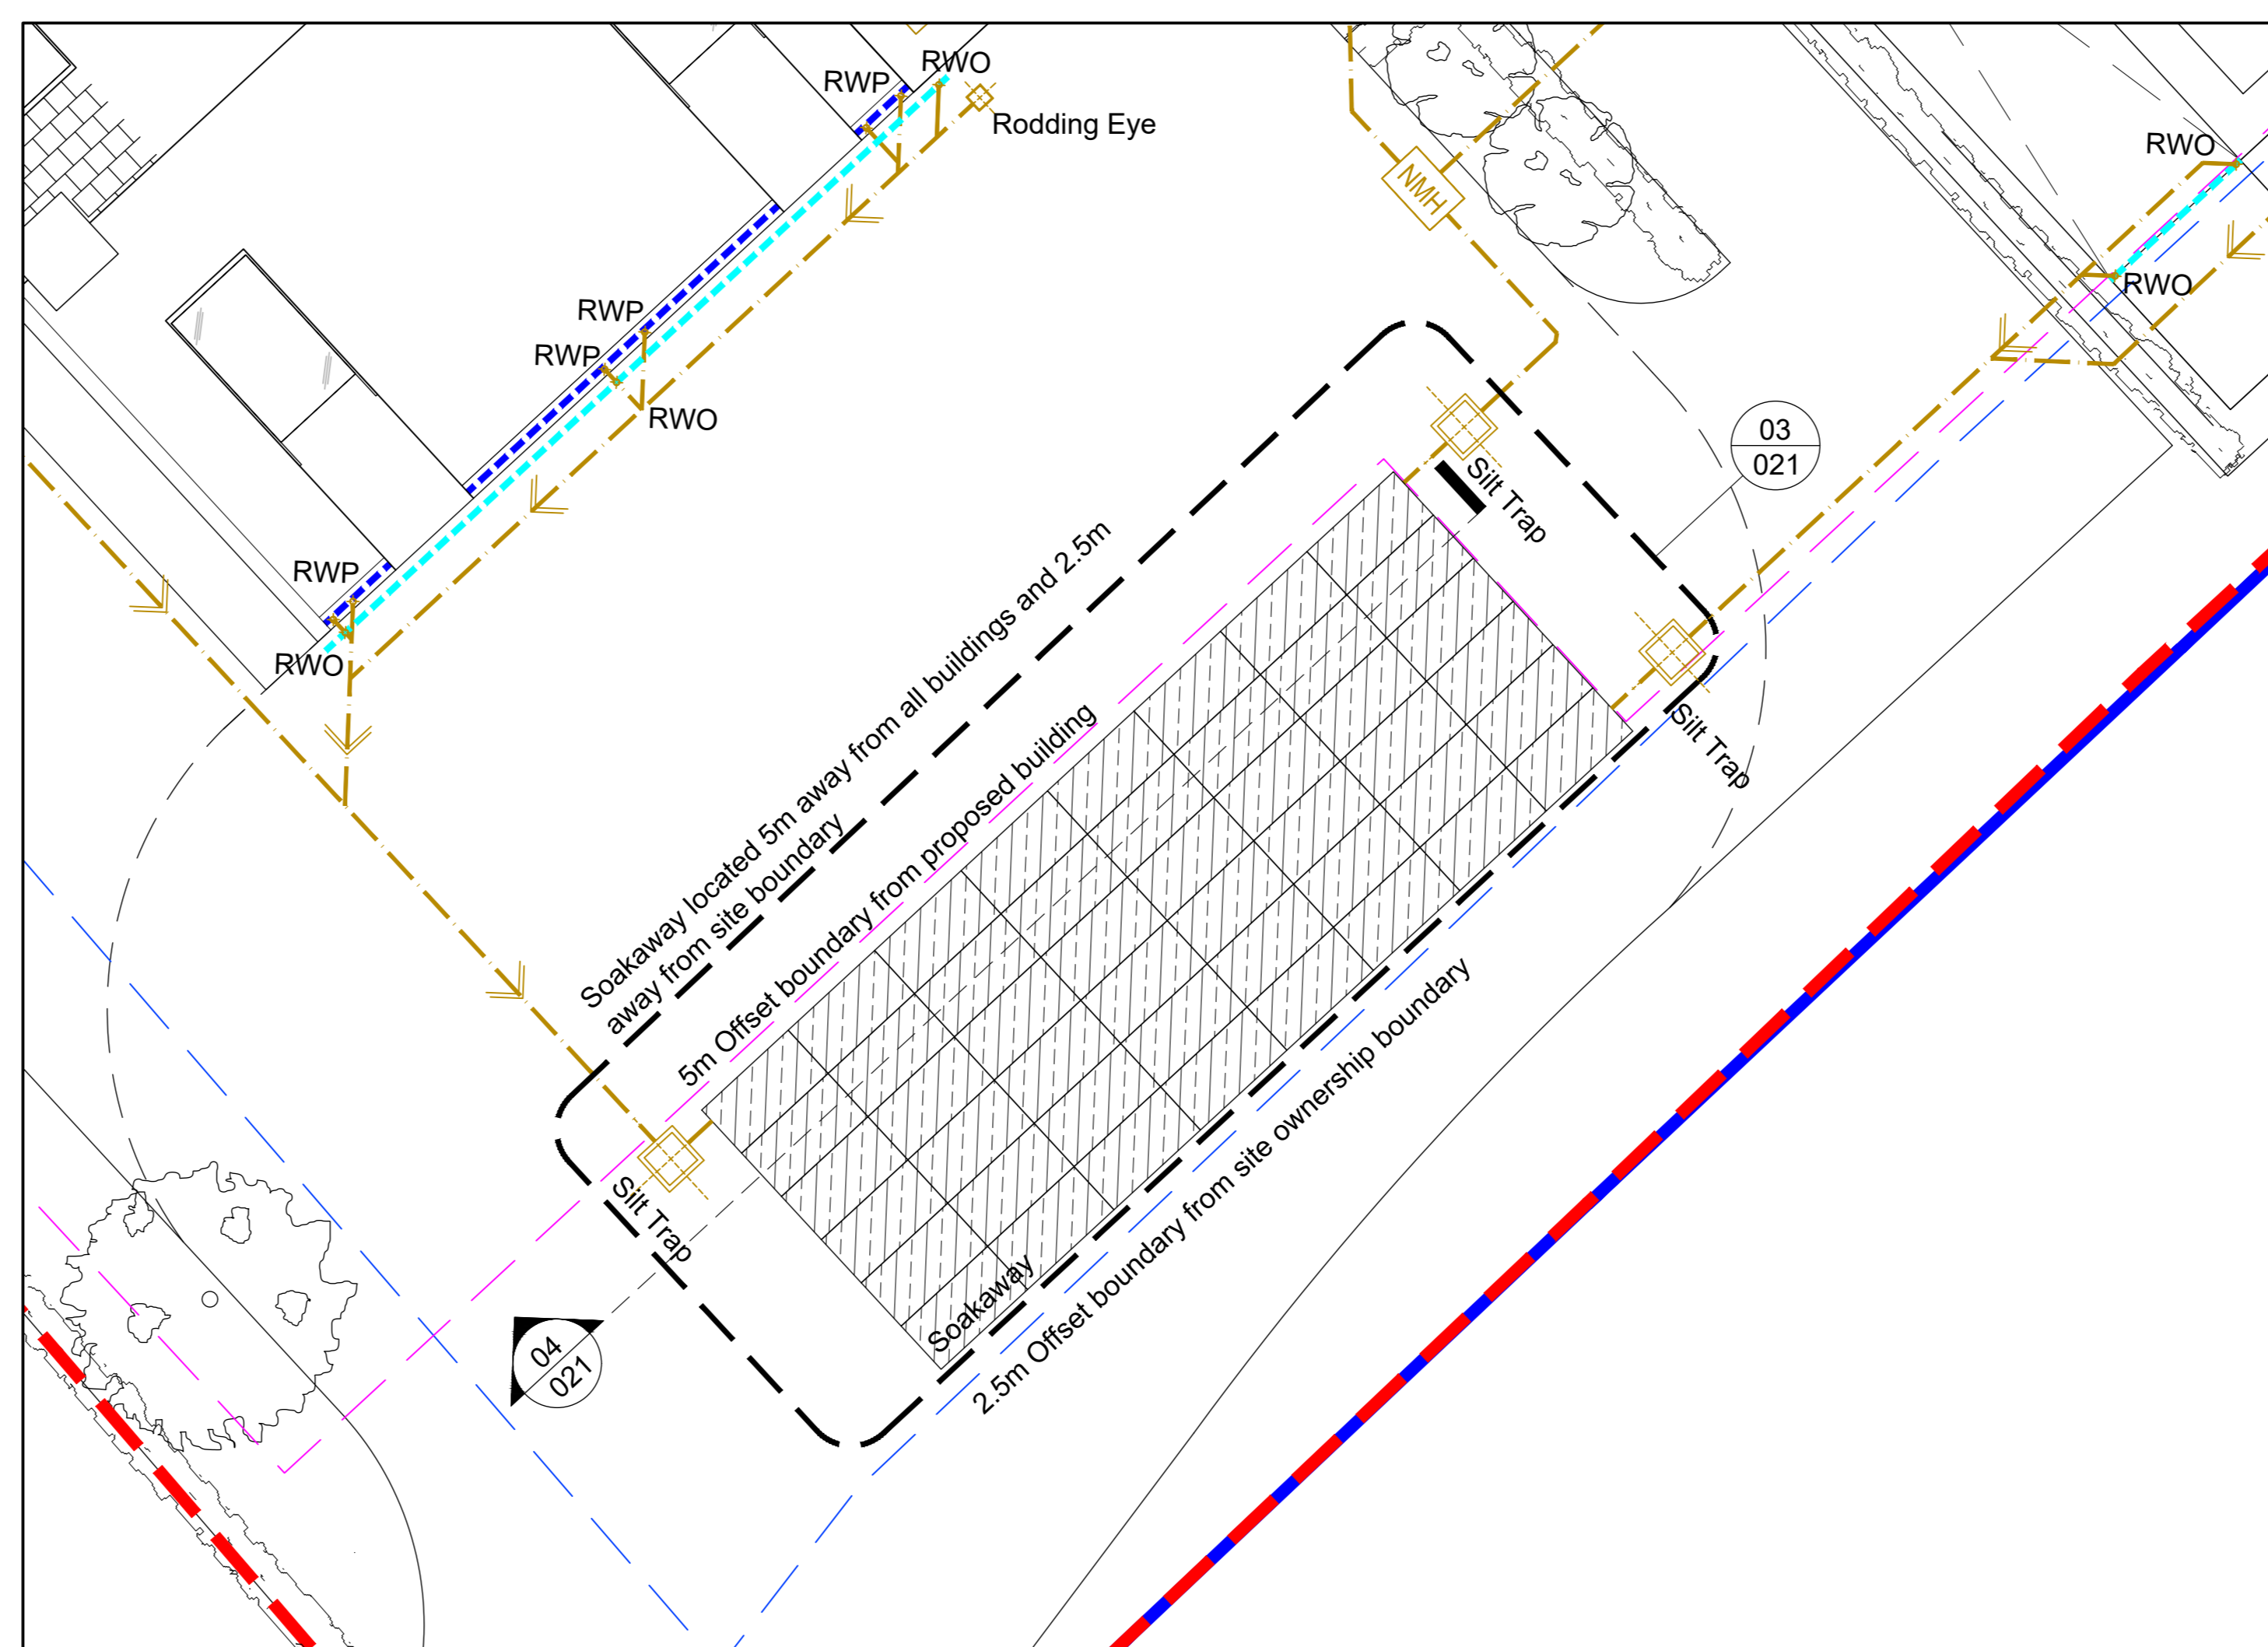 RWO
RWP
Rodding Eye
RWO
NMH
RWO
RWP
RWP
RWO
03
021
Silt Trap
RWP
RWO
Silt Trap
Soakaway located 5m away from all buildings and 2.5m
away from site boundary
5m Offset boundary from proposed building
Silt Trap
04
021
Soakaway
2.5m Offset boundary from site ownership boundary